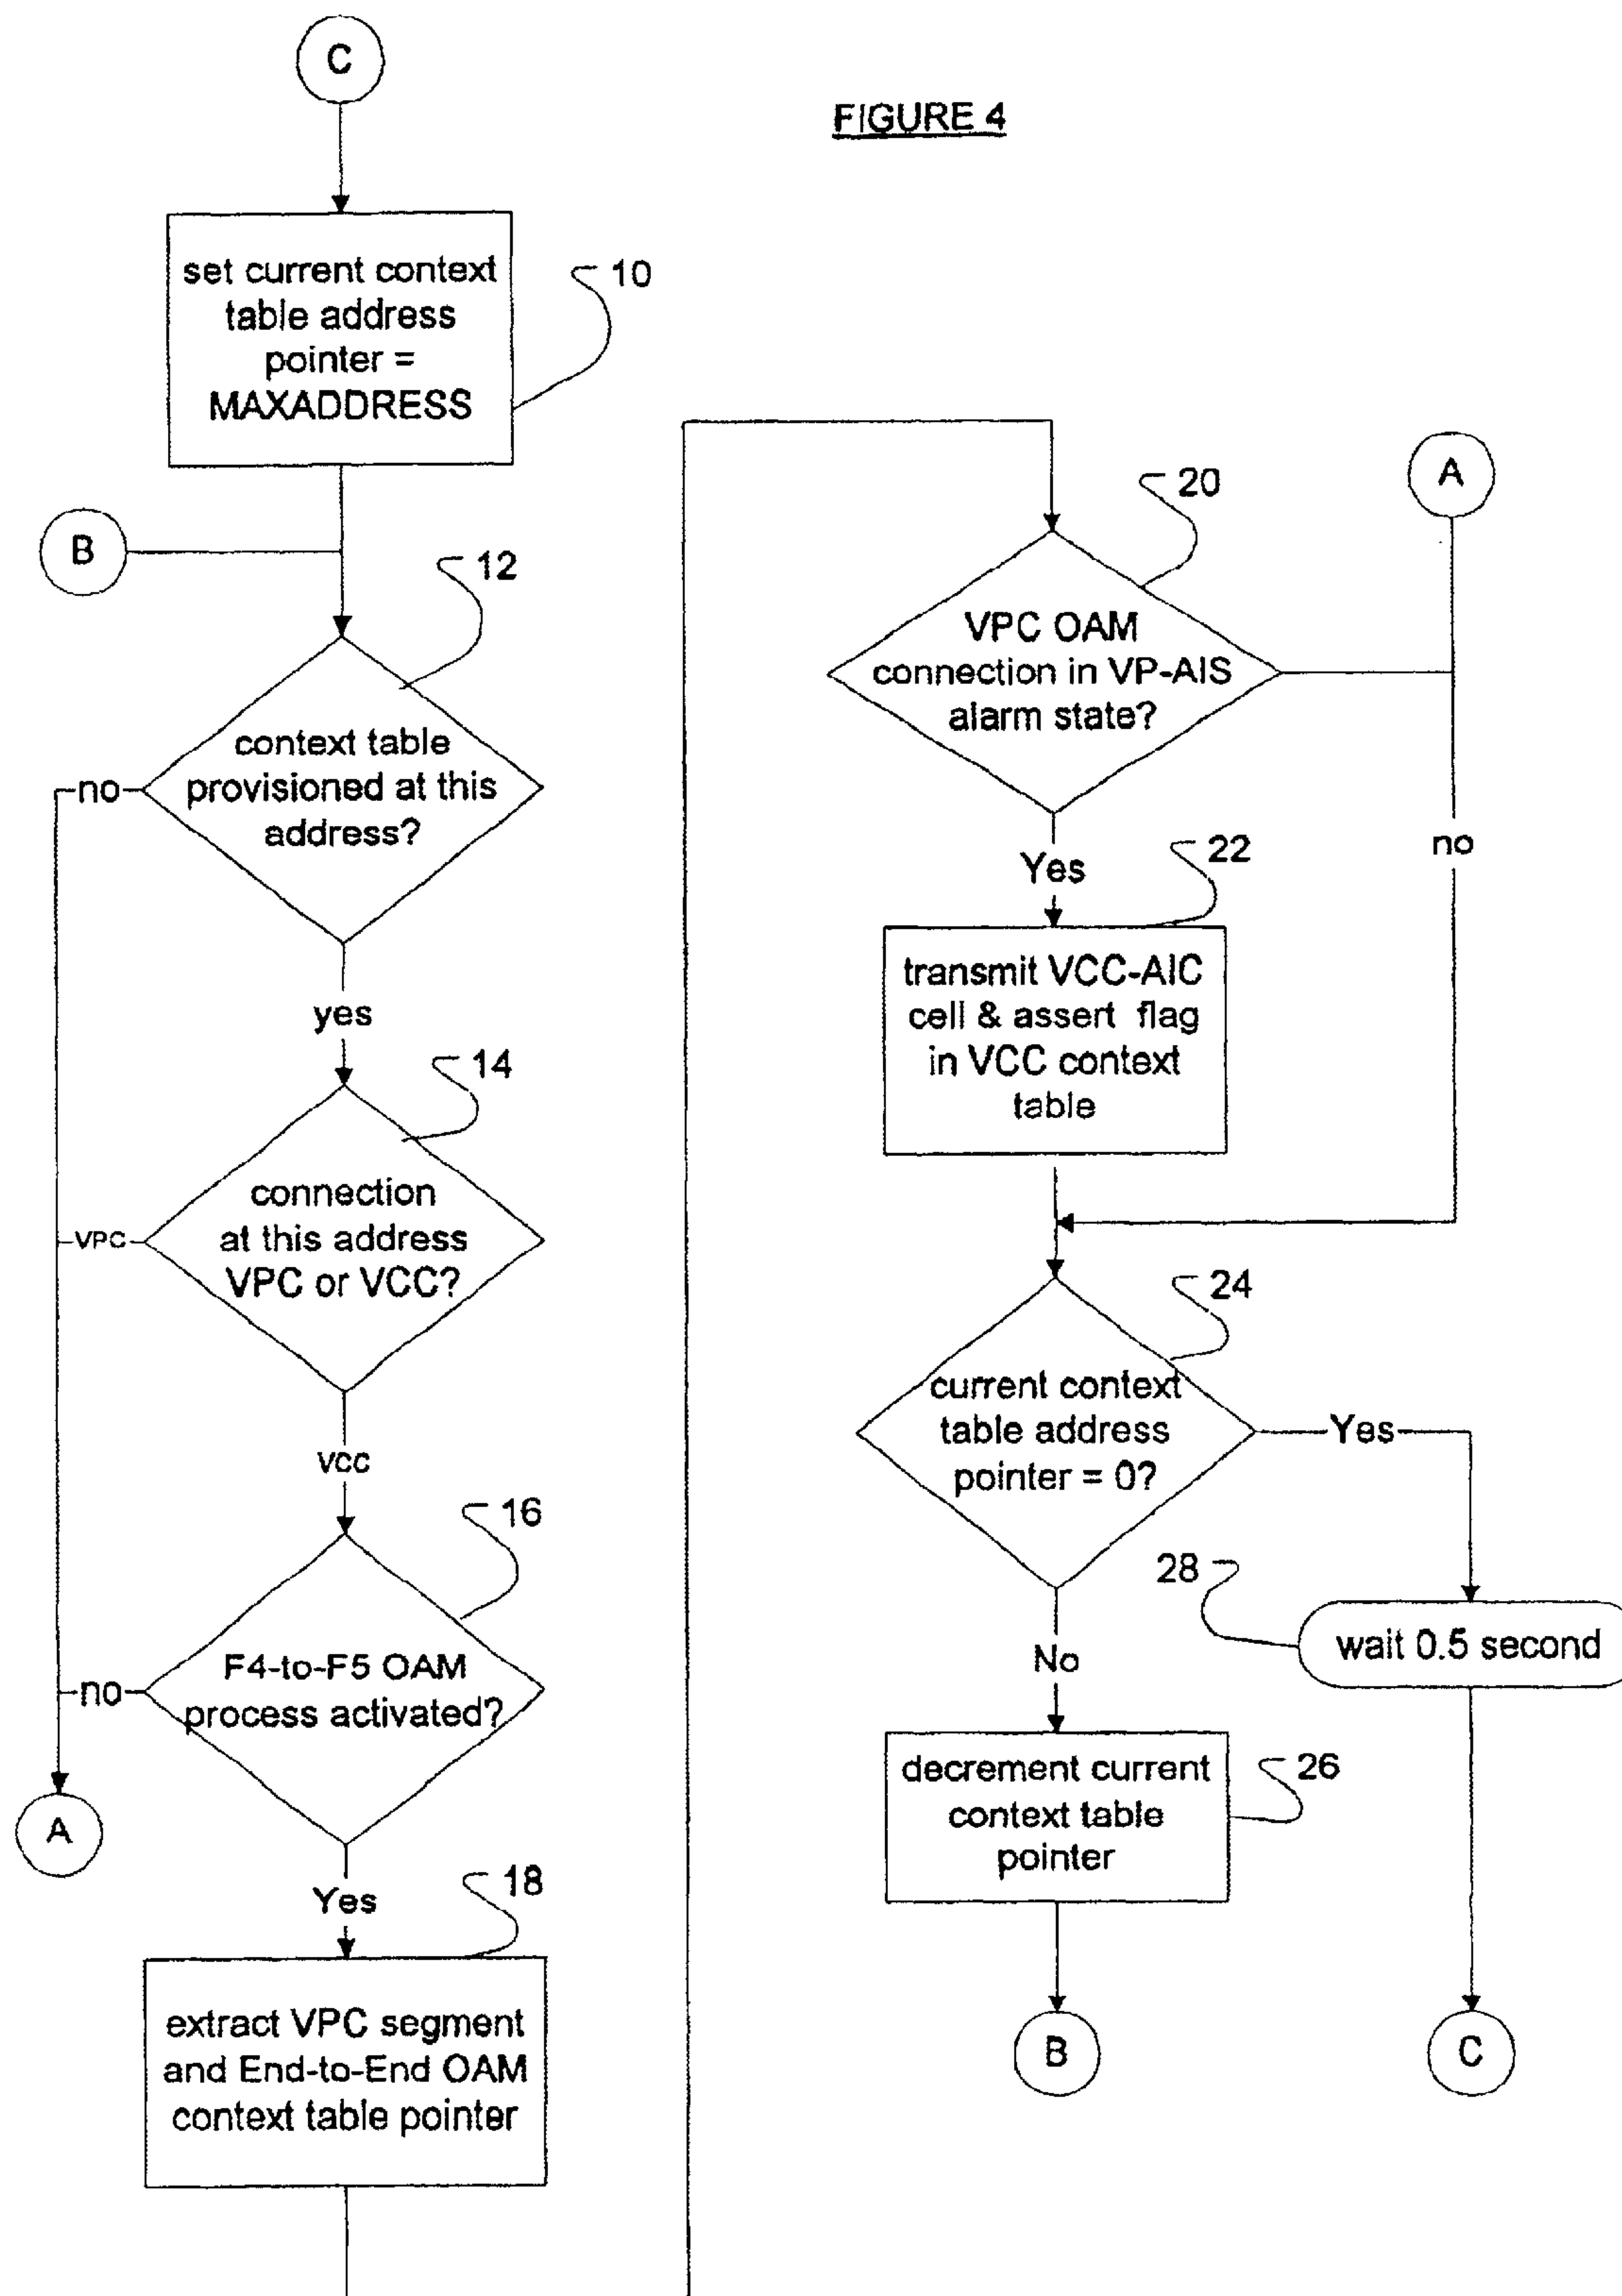 C
FIGURE 4
set current context
table address
pointer =
MAXADDRESS
10
B
12
context table
provisioned at this
address?
no
yes
14
connection
at this address
VPC or VCC?
VPC
vcc
16
F4-to-F5 OAM
process activated?
no
A
Yes
18
extract VPC segment
and End-to-End OAM
context table pointer
20
A
VPC OAM
connection in VP-AIS
alarm state?
no
Yes
22
transmit VCC-AIC
cell & assert flag
in VCC context
table
24
current context
table address
pointer = 0?
Yes
28
wait 0.5 second
No
decrement current
context table
pointer
26
B
C